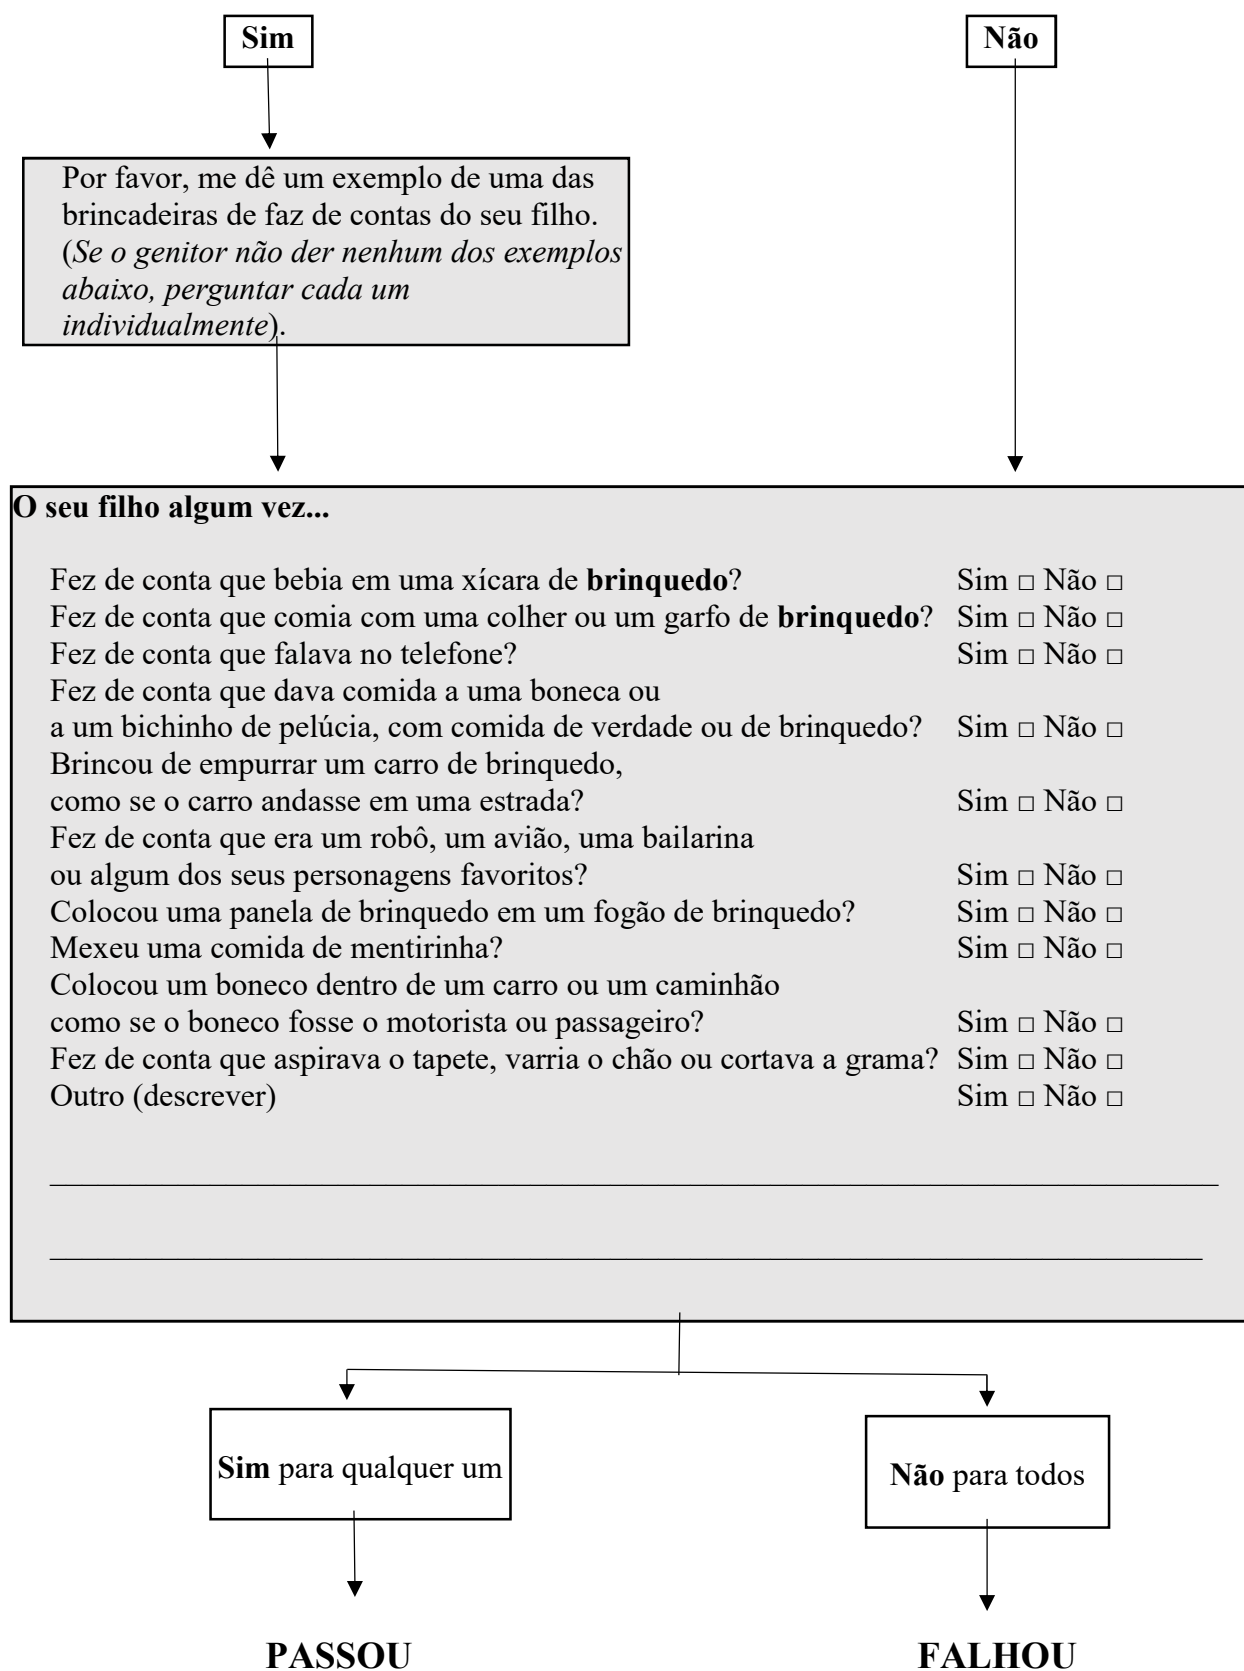 Sim
Não
Por favor, me dê um exemplo de uma das
brincadeiras de faz de contas do seu filho.
(Se o genitor não der nenhum dos exemplos
abaixo, perguntar cada um
individualmente).
O seu filho algum vez...
Fez de conta que bebia em uma xícara de brinquedo? Sim □ Não □
Fez de conta que comia com uma colher ou um garfo de brinquedo? Sim □ Não □
Fez de conta que falava no telefone? Sim □ Não □
Fez de conta que dava comida a uma boneca ou
a um bichinho de pelúcia, com comida de verdade ou de brinquedo? Sim □ Não □
Brincou de empurrar um carro de brinquedo,
como se o carro andasse em uma estrada? Sim □ Não □
Fez de conta que era um robô, um avião, uma bailarina
ou algum dos seus personagens favoritos? Sim □ Não □
Colocou uma panela de brinquedo em um fogão de brinquedo? Sim □ Não □
Mexeu uma comida de mentirinha? Sim □ Não □
Colocou um boneco dentro de um carro ou um caminhão
como se o boneco fosse o motorista ou passageiro? Sim □ Não □
Fez de conta que aspirava o tapete, varria o chão ou cortava a grama? Sim □ Não □
Outro (descrever) Sim □ Não □
Sim para qualquer um
Não para todos
PASSOU
FALHOU